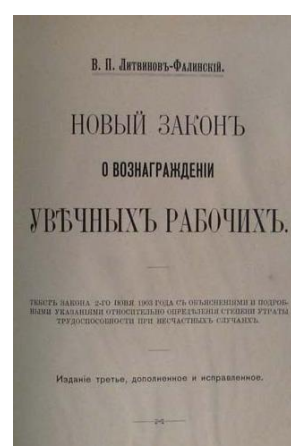 В. П. Литвиновъ-Фалинскій.
НОВЫЙ ЗАКОНЪ
О ВОЗНАГРАЖДЕНІИ
УВѢЧНЫХЪ РАБОЧИХЪ.
ТЕКСТЪ ЗАКОНА 2-ГО ІЮНЯ 1903 ГОДА СЪ ОБЪЯСНЕНІЯМИ И ПОДРОБ-
НЫМИ УКАЗАНІЯМИ ОТНОСИТЕЛЬНО ОПРЕДѢЛЕНІЯ СТЕПЕНИ УТРАТЫ
ТРУДОСПОСОБНОСТИ ПРИ НЕСЧАСТНЫХЪ СЛУЧАЯХЪ.
Изданіе третье, дополненное и исправленное.